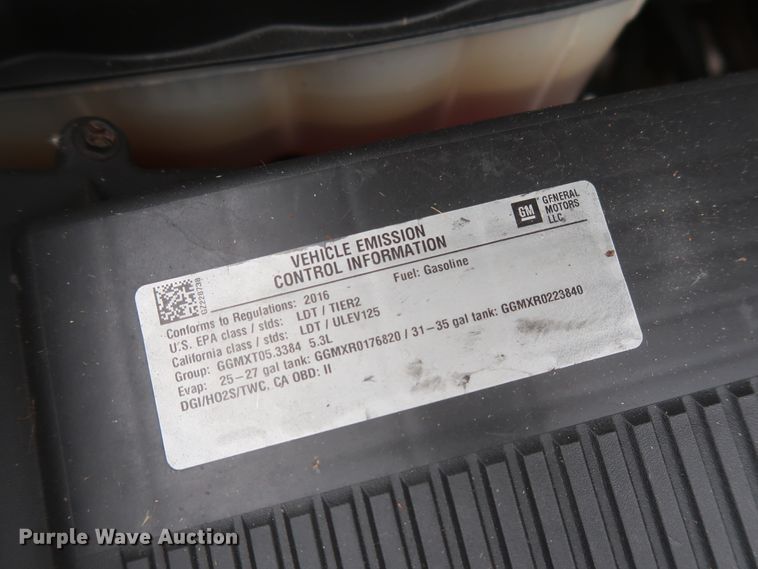 GM
GENERAL
MOTORS
LLC.
VEHICLE EMISSION
CONTROL INFORMATION
Conforms to Regulations: 2016 Fuel: Gasoline
U.S. EPA class / stds: LDT / TIER2
California class / stds: LDT / ULEV125
Group: GGMXT05.3384 5.3L
Evap: 25-27 gal tank: GGMXR0176820 / 31-35 gal tank: GGMXR0223840
DGI/HO2S/TWC, CA OBD: II
Purple Wave Auction